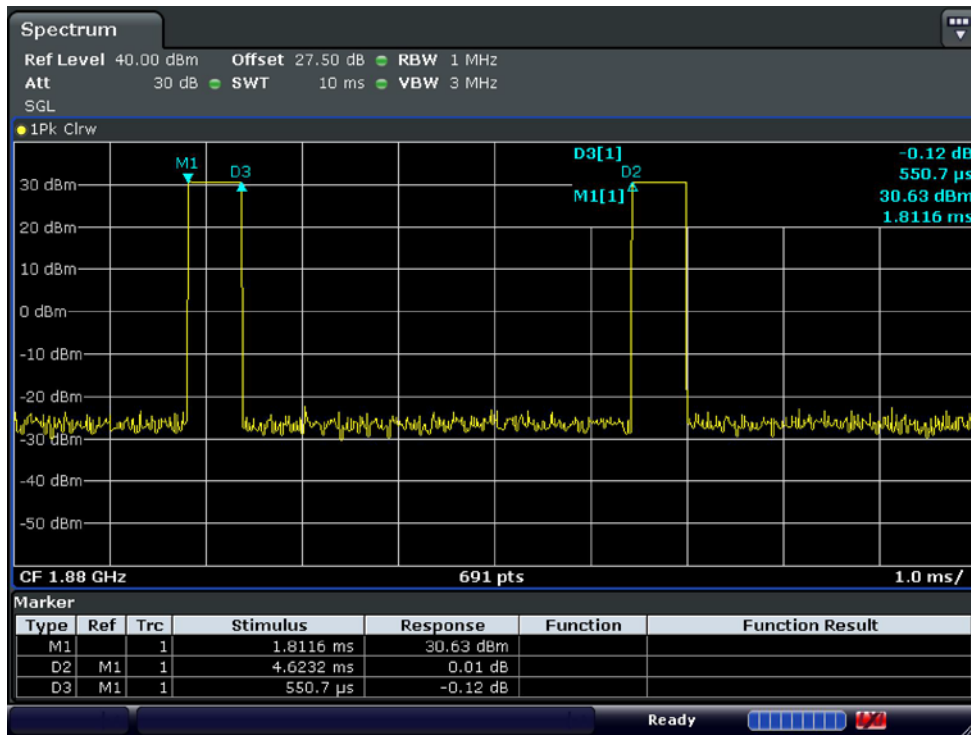 Spectrum
Ref Level 40.00 dBm Offset 27.50 dB RBW 1 MHz
Att 30 dB SWT 10 ms VBW 3 MHz
SGL
1Pk Clrw
D3[1] -0.12 dB
550.7 µs
M1[1] 30.63 dBm
1.8116 ms
M1
D3
D2
30 dBm
20 dBm
10 dBm
0 dBm
-10 dBm
-20 dBm
-30 dBm
-40 dBm
-50 dBm
CF 1.88 GHz 691 pts 1.0 ms/
Marker
Type Ref Trc Stimulus Response Function Function Result
M1 1 1.8116 ms 30.63 dBm
D2 M1 1 4.6232 ms 0.01 dB
D3 M1 1 550.7 µs -0.12 dB
Ready